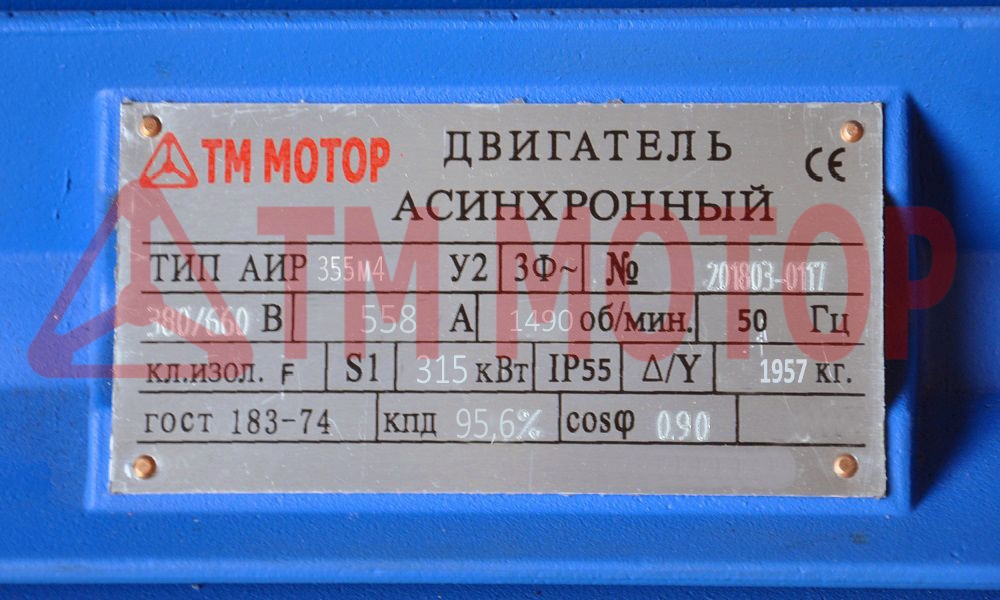 ТМ МОТОР ДВИГАТЕЛЬ CE
АСИНХРОННЫЙ
ТМ МОТОР
ТИП АИР 355м4 У2 3Ф~ № 201803-0117
380/660 В 558 А 1490 об/мин. 50 Гц
кл.изол. F S1 315 кВт IP55 Δ/Y 1957 кг.
гост 183-74 кпд 95,6% cosφ 0.90